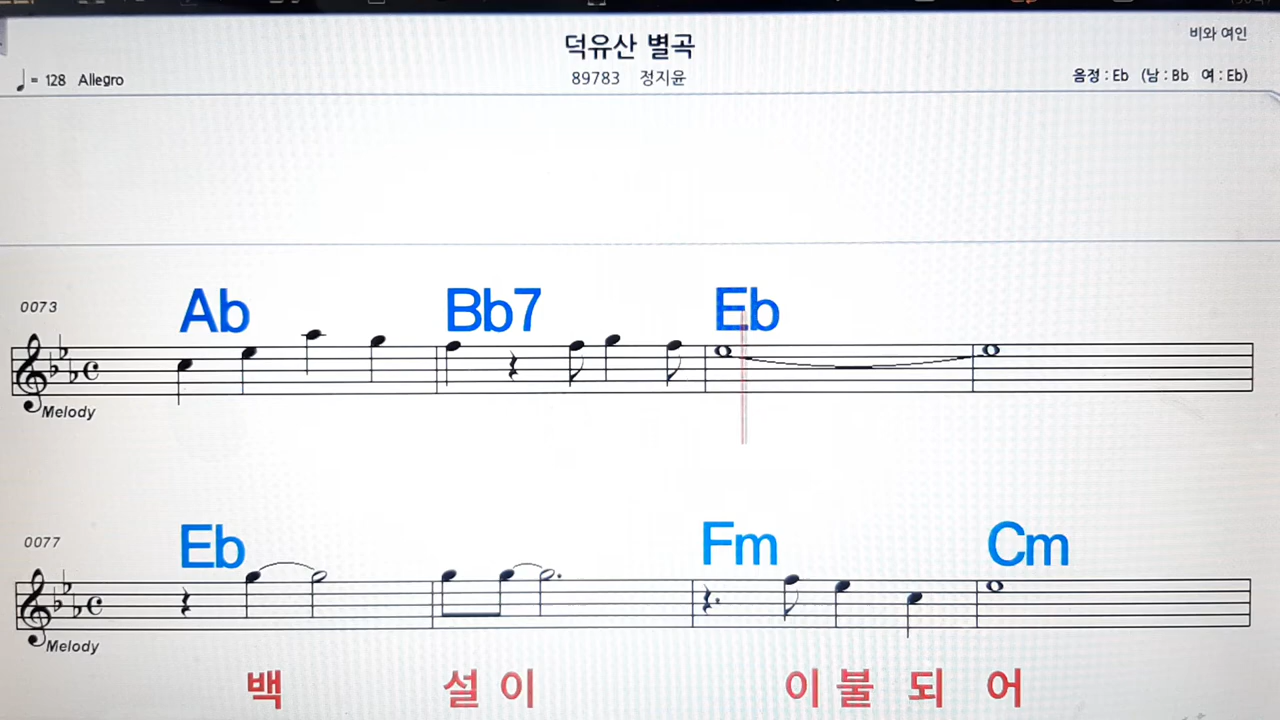 덕유산 별곡
비와 여인
♩= 128 Allegro
89783 정지윤
음정 : Eb (남 : Bb 여 : Eb)
0073
Ab Bb7 Eb
Melody
0077
Eb Fm Cm
Melody
백 설 이 이 불 되 어